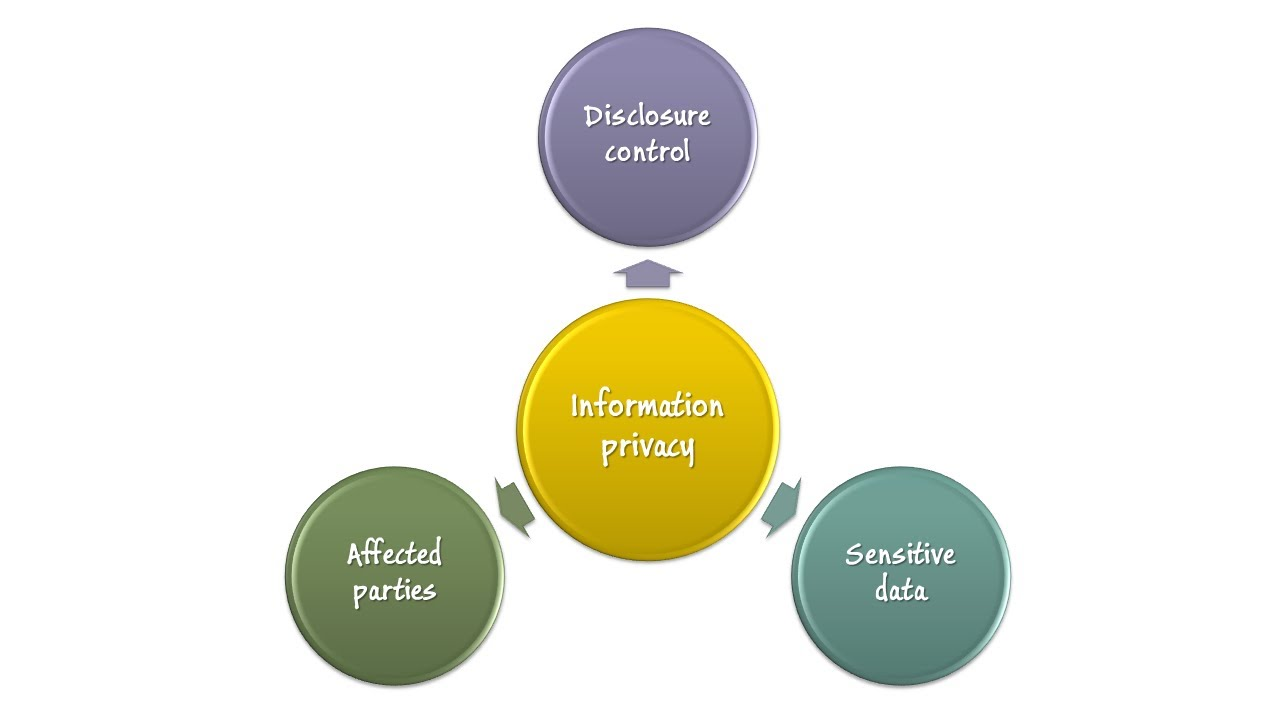 Disclosure
control
Information
privacy
Affected
parties
Sensitive
data